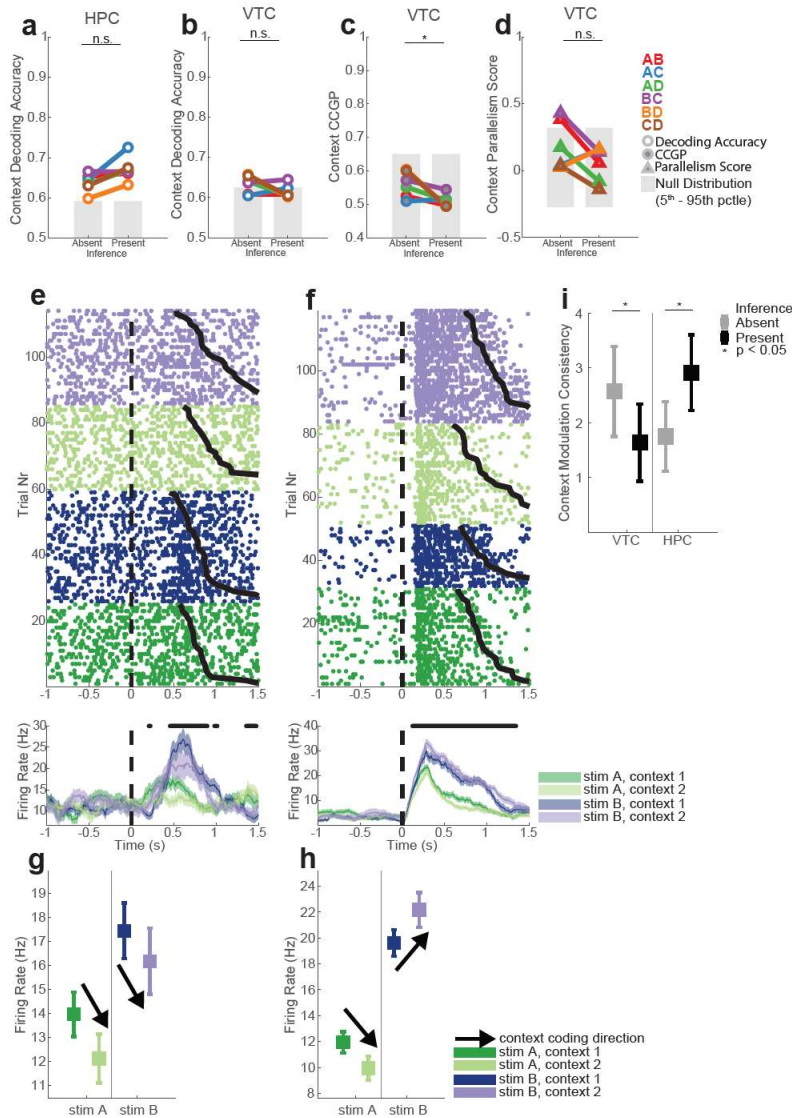 a
HPC
n.s.
Context Decoding Accuracy
1
0.9
0.8
0.7
0.6
0.5
Absent Present
Inference
b
VTC
n.s.
Context Decoding Accuracy
1
0.9
0.8
0.7
0.6
0.5
Absent Present
Inference
c
VTC
*
Context CCGP
1
0.9
0.8
0.7
0.6
0.5
0.4
Absent Present
Inference
d
VTC
n.s.
Context Parallelism Score
1
0.5
0
-0.5
Absent Present
Inference
AB
AC
AD
BC
BD
CD
Decoding Accuracy
CCGP
Parallelism Score
Null Distribution
(5th - 95th pctle)
e
Trial Nr
100
80
60
40
20
-1 -0.5 0 0.5 1 1.5
Firing Rate (Hz)
30
25
20
15
10
5
-1 -0.5 0 0.5 1 1.5
Time (s)
f
120
100
80
60
40
20
-1 -0.5 0 0.5 1 1.5
Firing Rate (Hz)
40
30
20
10
0
-1 -0.5 0 0.5 1 1.5
Time (s)
stim A, context 1
stim A, context 2
stim B, context 1
stim B, context 2
i
Context Modulation Consistency
4
3
2
1
* *
VTC HPC
Inference
Absent
Present
* p < 0.05
g
Firing Rate (Hz)
19
18
17
16
15
14
13
12
11
stim A stim B
h
Firing Rate (Hz)
24
22
20
18
16
14
12
10
8
stim A stim B
context coding direction
stim A, context 1
stim A, context 2
stim B, context 1
stim B, context 2